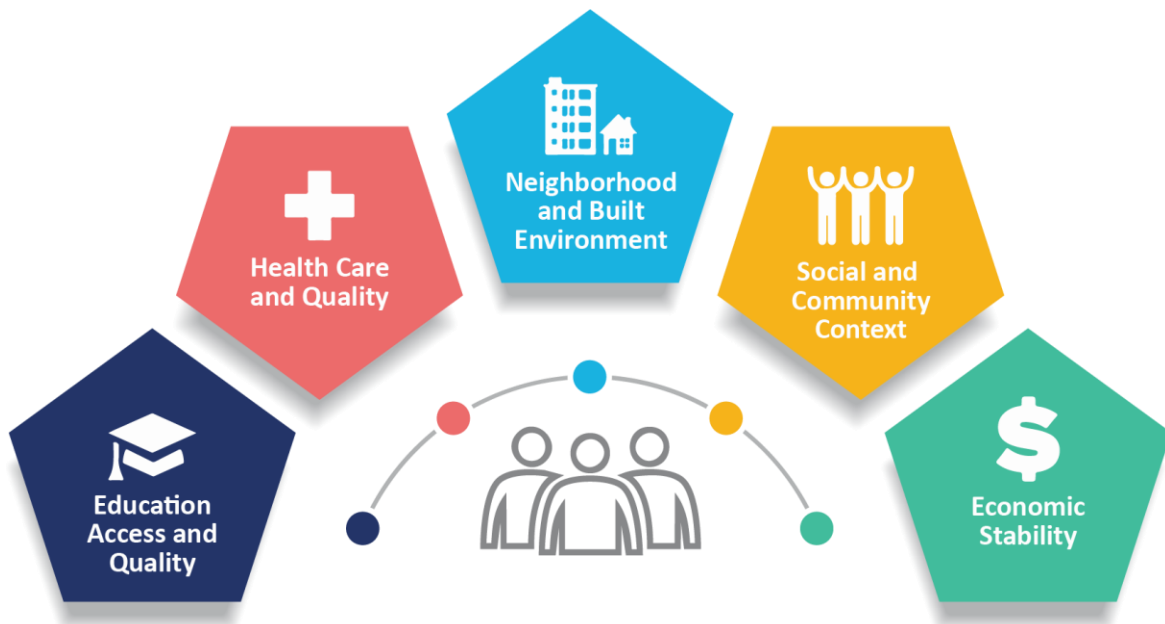 Education
Access and
Quality
Health Care
and Quality
Neighborhood
and Built
Environment
Social and
Community
Context
$
Economic
Stability